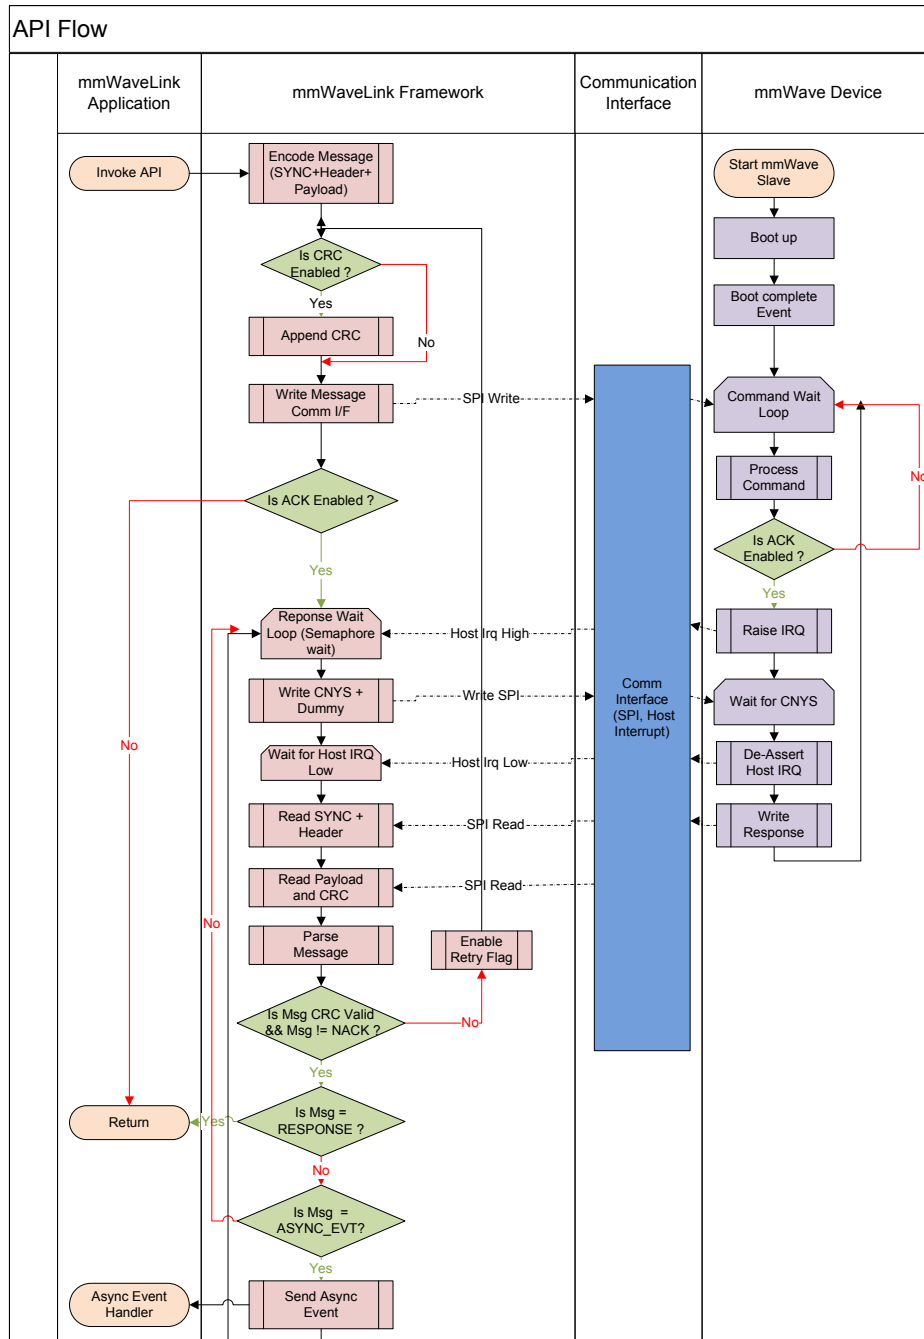 API Flow
mmWaveLink
Application
mmWaveLink Framework
Communication
Interface
mmWave Device
Invoke API
Encode Message
(SYNC+Header+
Payload)
Start mmWave
Slave
Boot up
Is CRC
Enabled ?
Yes
No
Boot complete
Event
Append CRC
Write Message
Comm I/F
SPI Write
Command Wait
Loop
Process
Command
No
Is ACK Enabled ?
Is ACK
Enabled ?
Yes
Yes
Reponse Wait
Loop (Semaphore
wait)
Host Irq High
Raise IRQ
Write CNYS +
Dummy
Write SPI
Comm
Interface
(SPI, Host
Interrupt)
Wait for CNYS
No
Wait for Host IRQ
Low
Host Irq Low
De-Assert
Host IRQ
Read SYNC +
Header
SPI Read
Write
Response
Read Payload
and CRC
SPI Read
No
Parse
Message
Enable
Retry Flag
Is Msg CRC Valid
&& Msg != NACK ?
No
Yes
Return
Yes
Is Msg =
RESPONSE ?
No
Is Msg  =
ASYNC_EVT?
Yes
Async Event
Handler
Send Async
Event